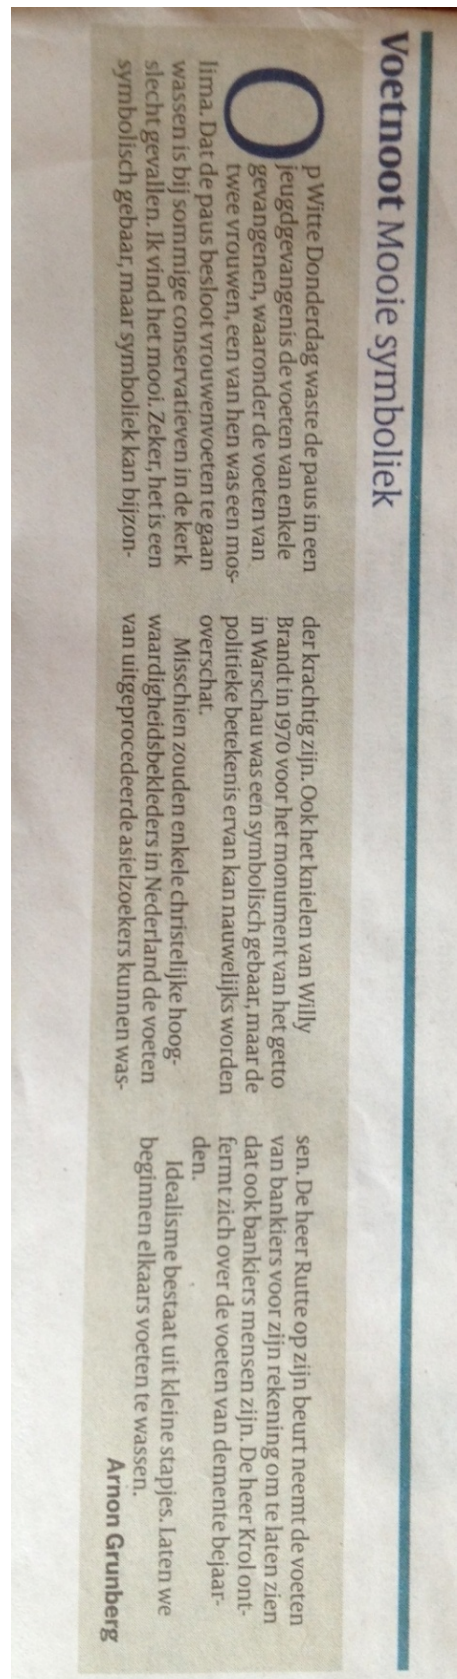 Voetnoot Mooie symboliek
Op Witte Donderdag waste de paus in een
jeugdgevangenis de voeten van enkele
gevangenen, waaronder de voeten van
twee vrouwen, een van hen was een mos-
lima. Dat de paus besloot vrouwenvoeten te gaan
wassen is bij sommige conservatieven in de kerk
slecht gevallen. Ik vind het mooi. Zeker, het is een
symbolisch gebaar, maar symboliek kan bijzon-
der krachtig zijn. Ook het knielen van Willy
Brandt in 1970 voor het monument van het getto
in Warschau was een symbolisch gebaar, maar de
politieke betekenis ervan kan nauwelijks worden
overschat.
Misschien zouden enkele christelijke hoog-
waardigheidsbekleders in Nederland de voeten
van uitgeprocedeerde asielzoekers kunnen was-
sen. De heer Rutte op zijn beurt neemt de voeten
van bankiers voor zijn rekening om te laten zien
dat ook bankiers mensen zijn. De heer Krol ont-
fermt zich over de voeten van demente bejaar-
den.
Idealisme bestaat uit kleine stapjes. Laten we
beginnen elkaars voeten te wassen.
Arnon Grunberg